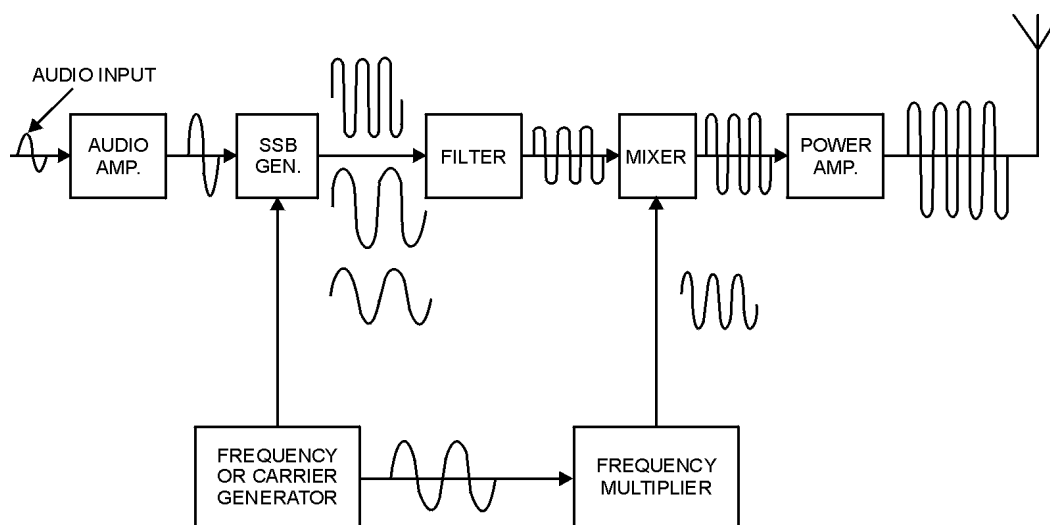 AUDIO INPUT
AUDIO
AMP.
SSB
GEN.
FILTER
MIXER
POWER
AMP.
FREQUENCY
OR CARRIER
GENERATOR
FREQUENCY
MULTIPLIER